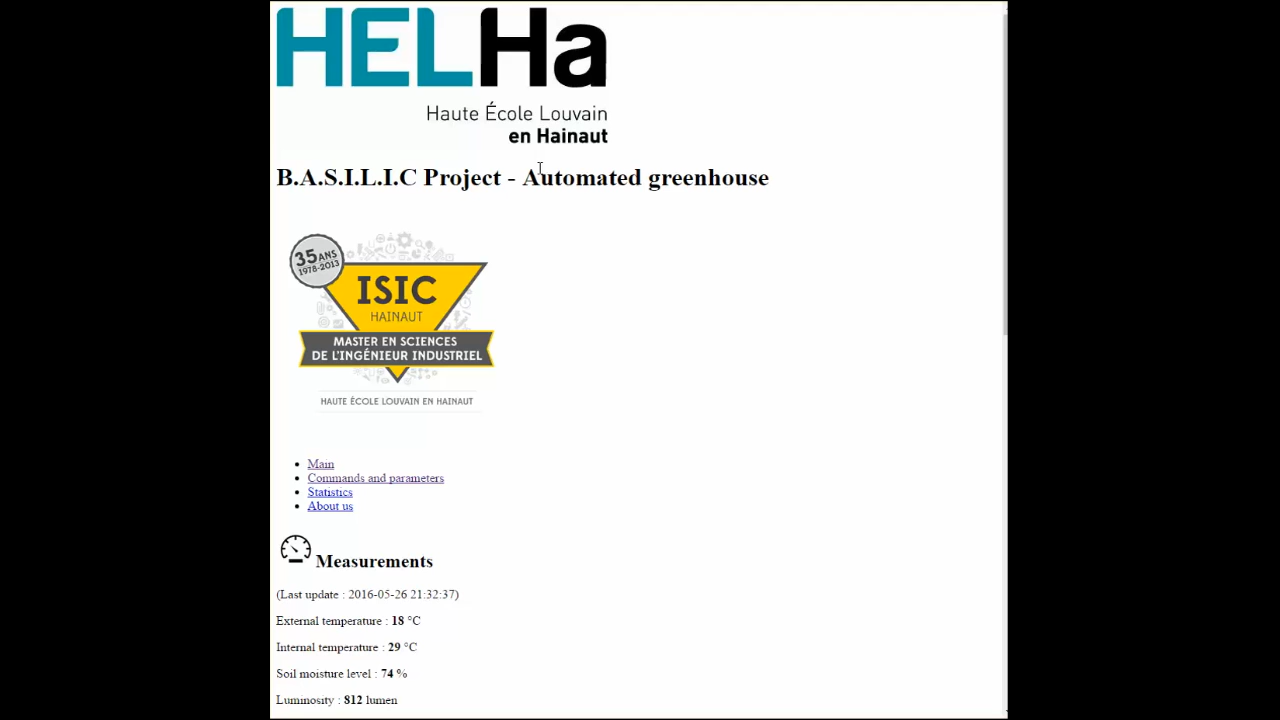 HELHa
Haute École Louvain
en Hainaut
B.A.S.I.L.I.C Project - Automated greenhouse
35 ANS
1978-2013
ISIC
HAINAUT
MASTER EN SCIENCES
DE L'INGÉNIEUR INDUSTRIEL
HAUTE ÉCOLE LOUVAIN EN HAINAUT
Main
Commands and parameters
Statistics
About us
Measurements
(Last update : 2016-05-26 21:32:37)
External temperature : 18 °C
Internal temperature : 29 °C
Soil moisture level : 74 %
Luminosity : 812 lumen